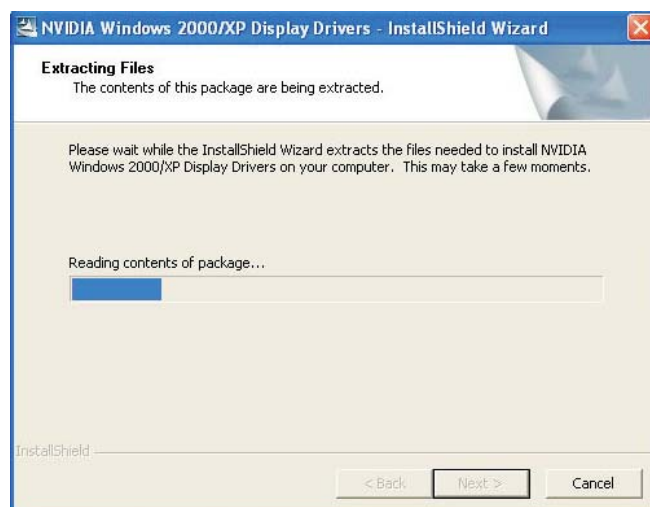 NVIDIA Windows 2000/XP Display Drivers - InstallShield Wizard
Extracting Files
The contents of this package are being extracted.
Please wait while the InstallShield Wizard extracts the files needed to install NVIDIA
Windows 2000/XP Display Drivers on your computer. This may take a few moments.
Reading contents of package...
InstallShield
< Back Next > Cancel